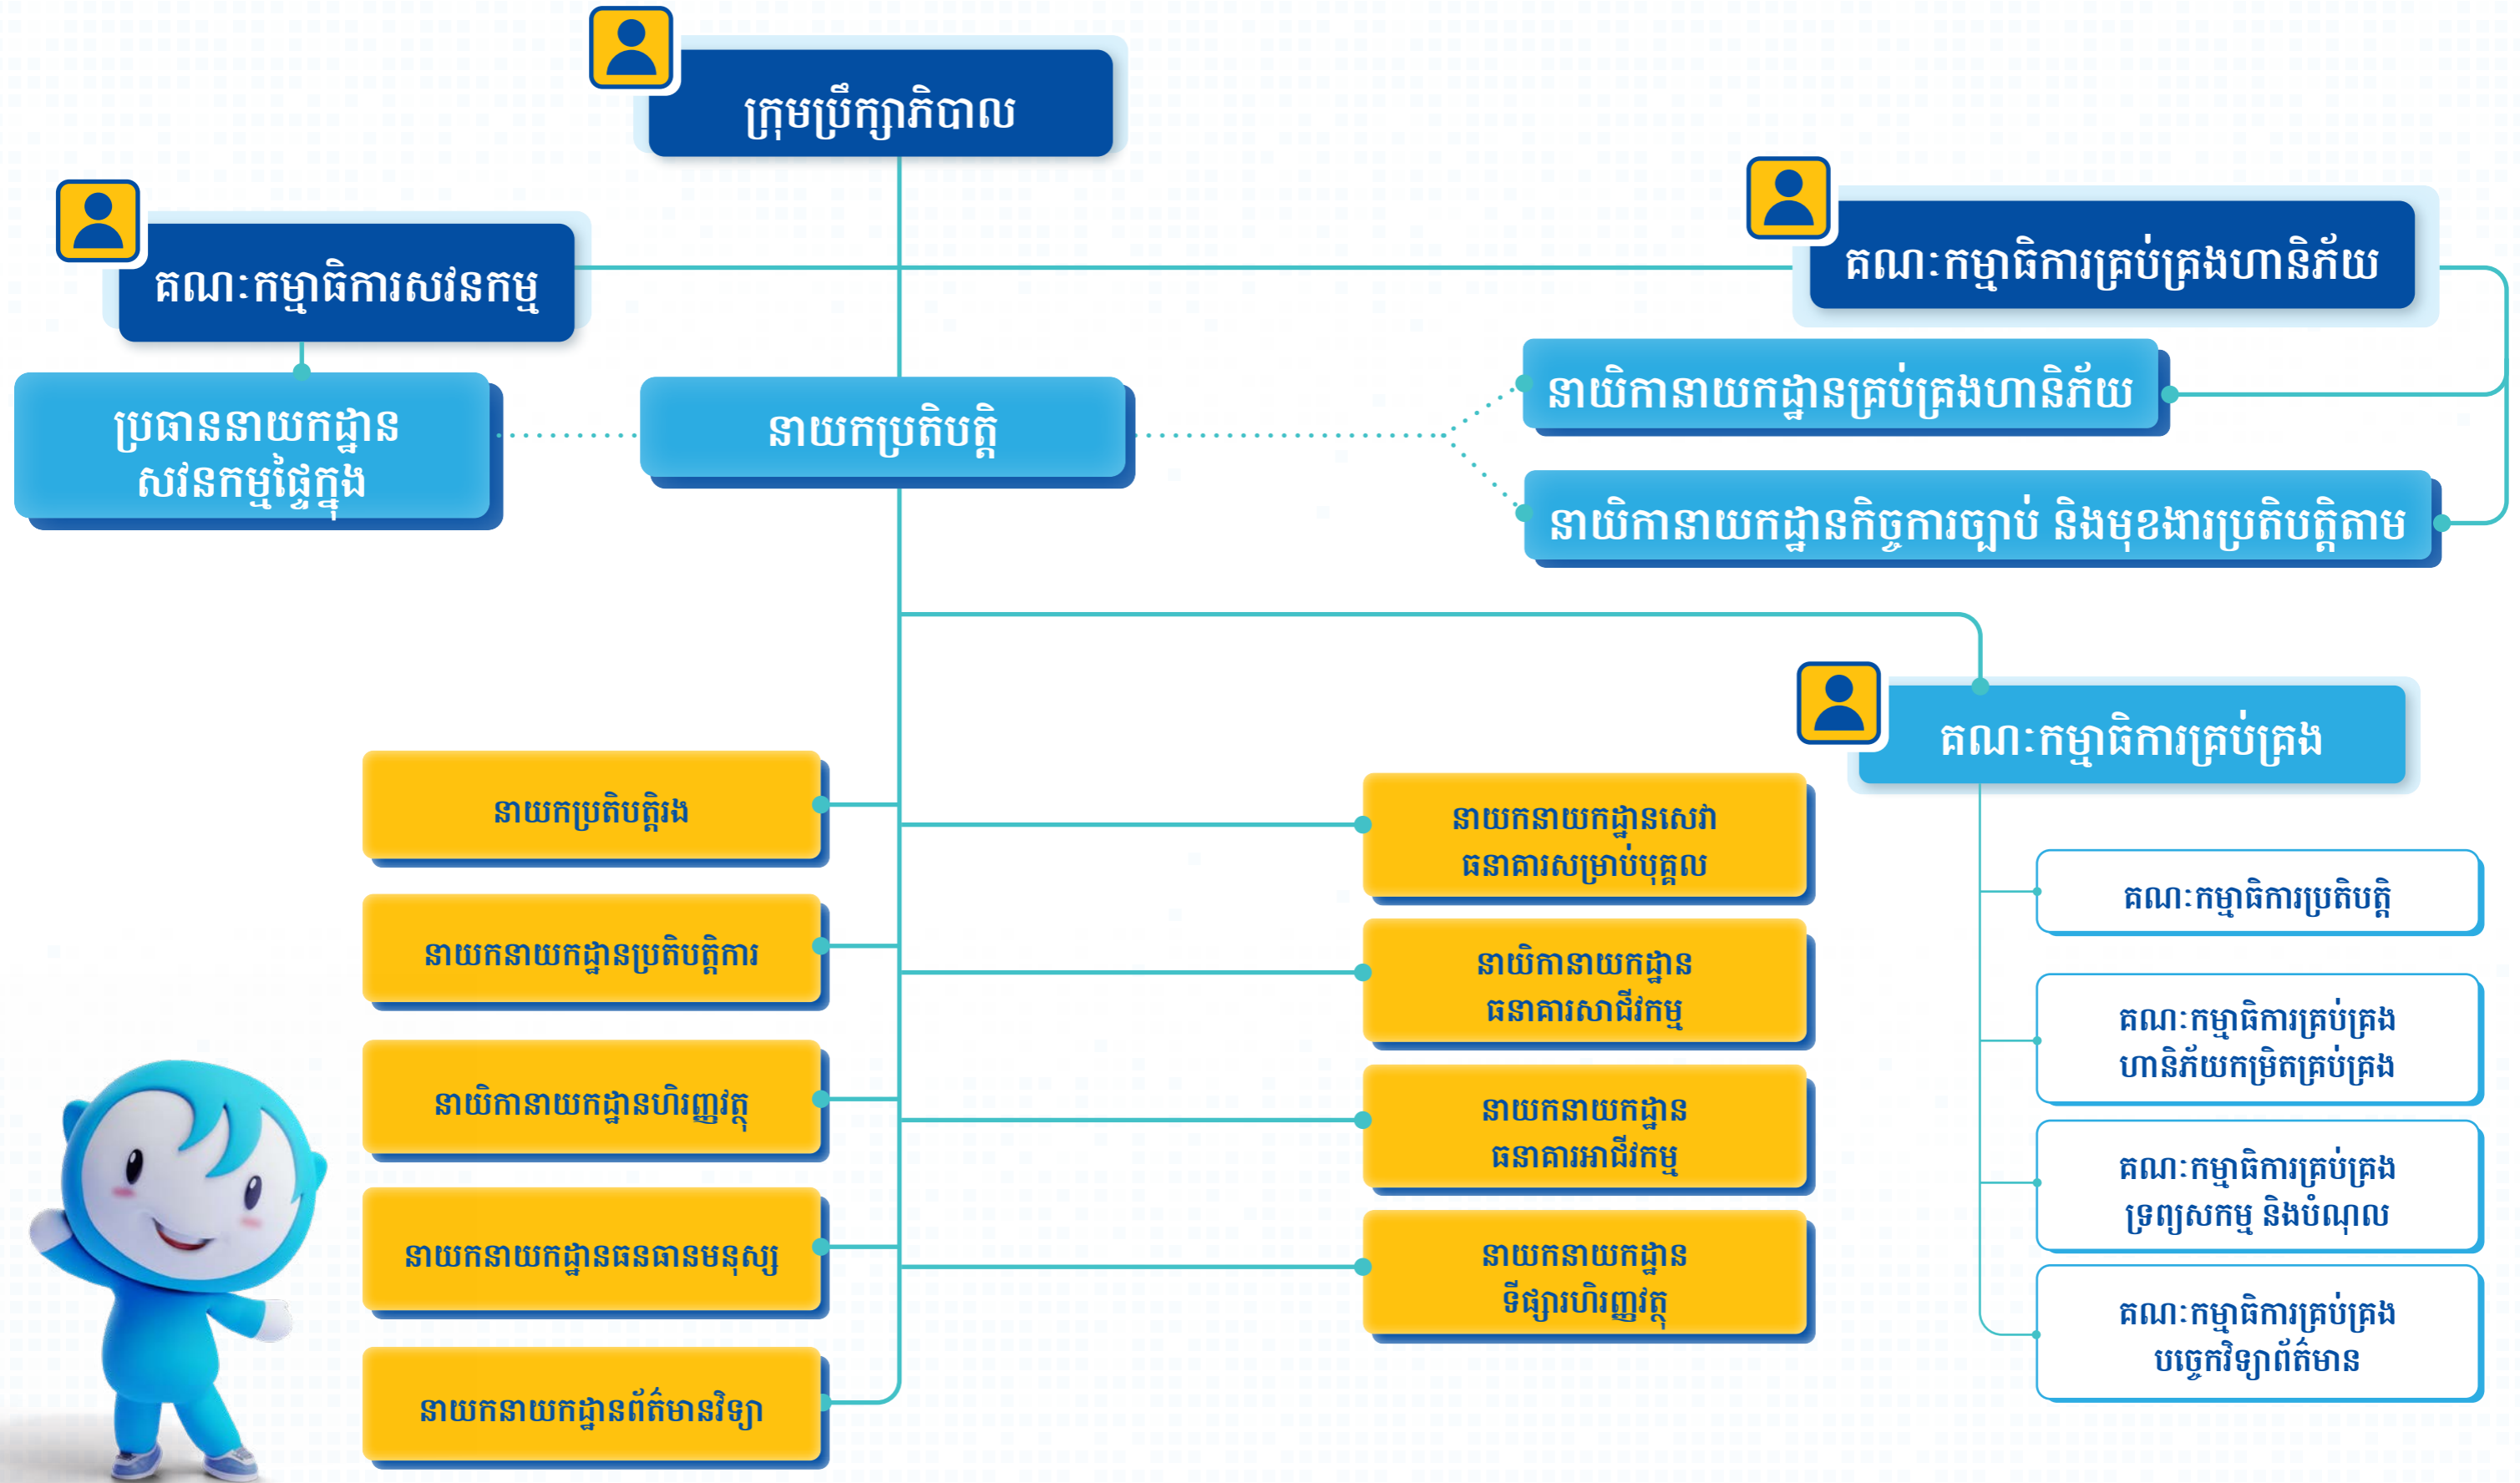 ក្រុមប្រឹក្សាភិបាល
គណៈកម្មាធិការសវនកម្ម
គណៈកម្មាធិការគ្រប់គ្រងហានិភ័យ
ប្រធាននាយកដ្ឋាន
សវនកម្មផ្ទៃក្នុង
នាយកប្រតិបត្តិ
នាយិកានាយកដ្ឋានគ្រប់គ្រងហានិភ័យ
នាយិកានាយកដ្ឋានកិច្ចការច្បាប់ និងមុខងារប្រតិបត្តិតាម
គណៈកម្មាធិការគ្រប់គ្រង
នាយកប្រតិបត្តិរង
នាយកនាយកដ្ឋានប្រតិបត្តិការ
នាយិកានាយកដ្ឋានហិរញ្ញវត្ថុ
នាយកនាយកដ្ឋានធនធានមនុស្ស
នាយកនាយកដ្ឋានព័ត៌មានវិទ្យា
នាយកនាយកដ្ឋានសេវា
ធនាគារសម្រាប់បុគ្គល
នាយិកានាយកដ្ឋាន
ធនាគារសាជីវកម្ម
នាយកនាយកដ្ឋាន
ធនាគារអាជីវកម្ម
នាយកនាយកដ្ឋាន
ទីផ្សារហិរញ្ញវត្ថុ
គណៈកម្មាធិការប្រតិបត្តិ
គណៈកម្មាធិការគ្រប់គ្រង
ហានិភ័យកម្រិតគ្រប់គ្រង
គណៈកម្មាធិការគ្រប់គ្រង
ទ្រព្យសកម្ម និងបំណុល
គណៈកម្មាធិការគ្រប់គ្រង
បច្ចេកវិទ្យាព័ត៌មាន